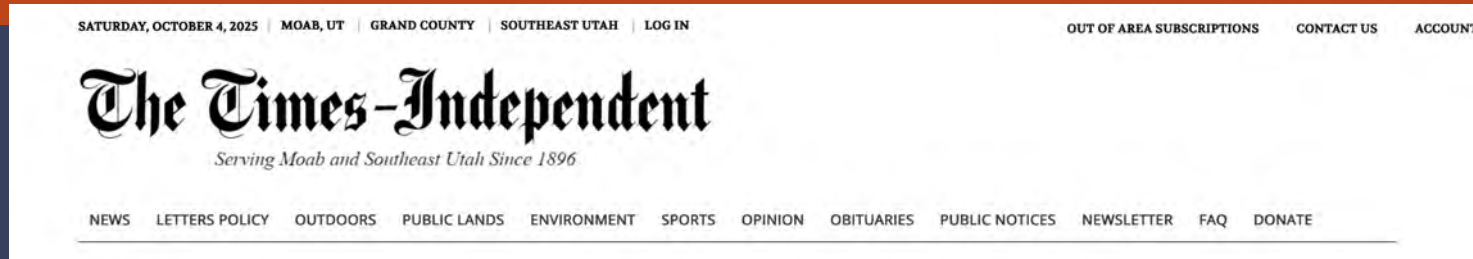 SATURDAY, OCTOBER 4, 2025 | MOAB, UT | GRAND COUNTY | SOUTHEAST UTAH | LOG IN OUT OF AREA SUBSCRIPTIONS CONTACT US ACCOUNT
The Times-Independent
Serving Moab and Southeast Utah Since 1896
NEWS LETTERS POLICY OUTDOORS PUBLIC LANDS ENVIRONMENT SPORTS OPINION OBITUARIES PUBLIC NOTICES NEWSLETTER FAQ DONATE